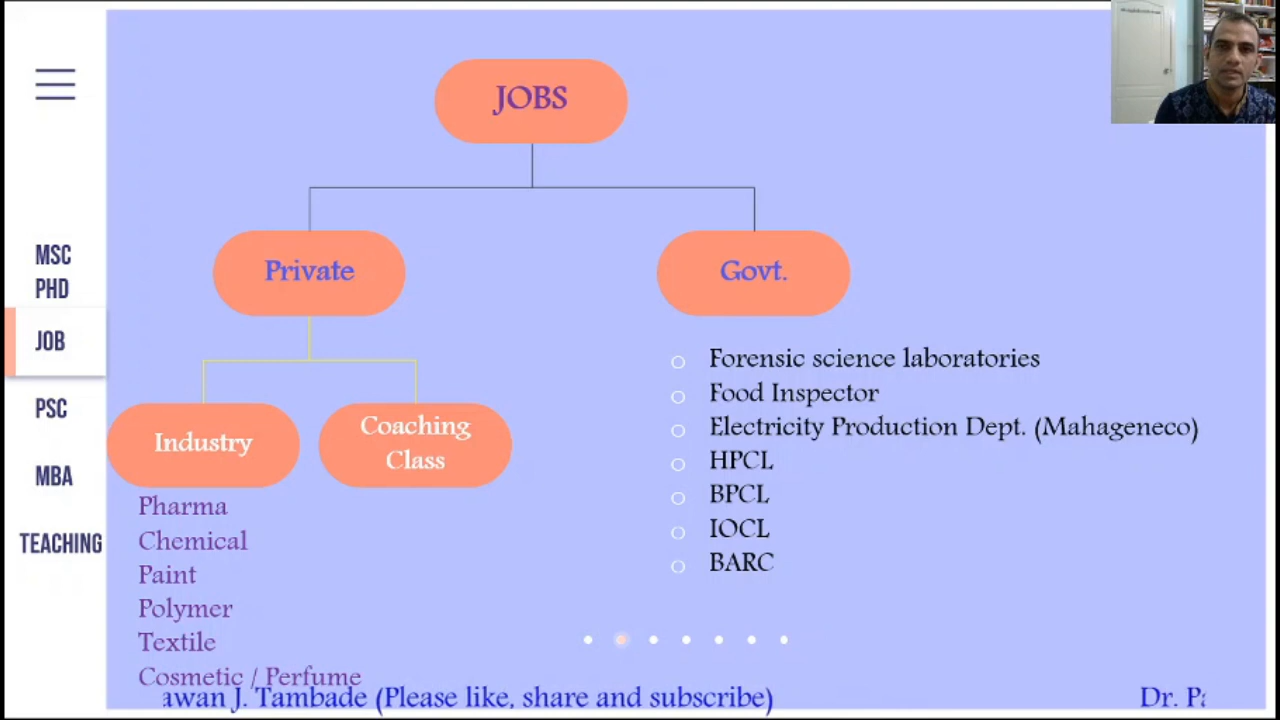 JOBS
Private
Govt.
MSC
PHD
JOB
PSC
MBA
TEACHING
Industry
Coaching
Class
Pharma
Chemical
Paint
Polymer
Textile
Cosmetic / Perfume
Forensic science laboratories
Food Inspector
Electricity Production Dept. (Mahageneco)
HPCL
BPCL
IOCL
BARC
awan J. Tambade (Please like, share and subscribe)
Dr. Pa